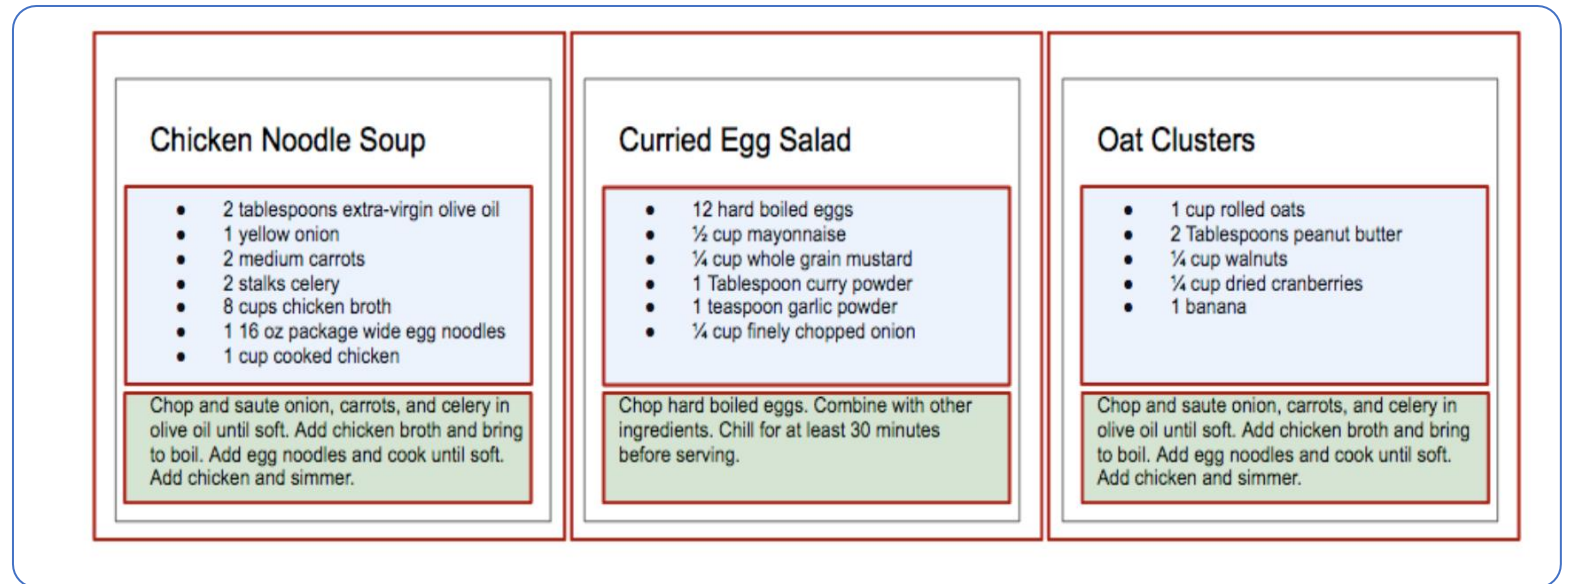 Chicken Noodle Soup
● 2 tablespoons extra-virgin olive oil
● 1 yellow onion
● 2 medium carrots
● 2 stalks celery
● 8 cups chicken broth
● 1 16 oz package wide egg noodles
● 1 cup cooked chicken
Chop and saute onion, carrots, and celery in
olive oil until soft. Add chicken broth and bring
to boil. Add egg noodles and cook until soft.
Add chicken and simmer.
Curried Egg Salad
● 12 hard boiled eggs
● ½ cup mayonnaise
● ¼ cup whole grain mustard
● 1 Tablespoon curry powder
● 1 teaspoon garlic powder
● ¼ cup finely chopped onion
Chop hard boiled eggs. Combine with other
ingredients. Chill for at least 30 minutes
before serving.
Oat Clusters
● 1 cup rolled oats
● 2 Tablespoons peanut butter
● ¼ cup walnuts
● ¼ cup dried cranberries
● 1 banana
Chop and saute onion, carrots, and celery in
olive oil until soft. Add chicken broth and bring
to boil. Add egg noodles and cook until soft.
Add chicken and simmer.